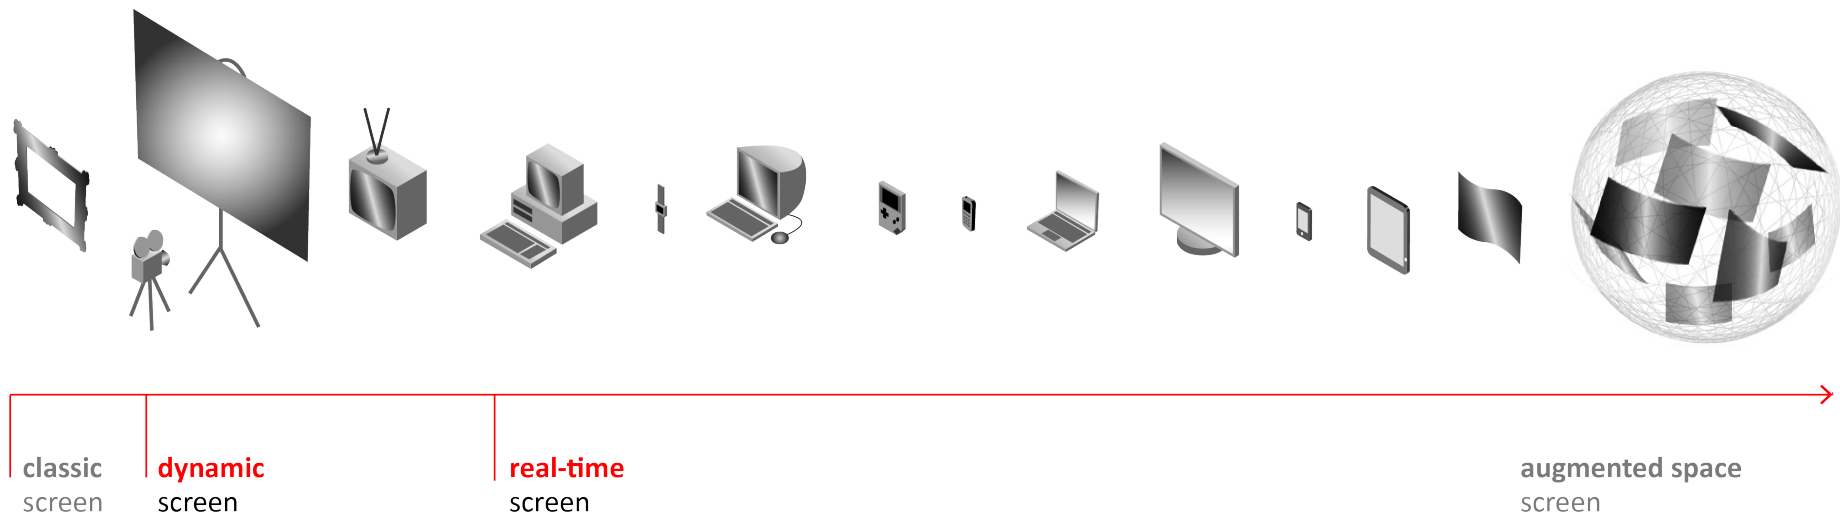 classic
screen
dynamic
screen
real-time
screen
augmented space
screen